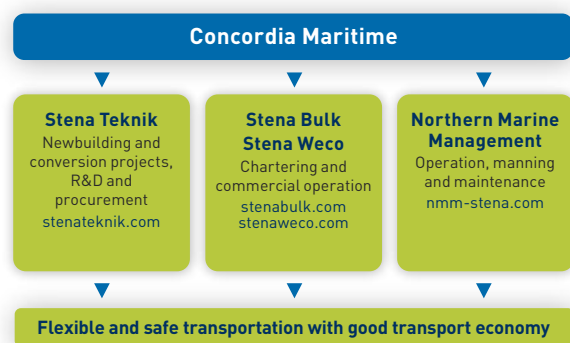 Concordia Maritime
Stena Teknik
Newbuilding and
conversion projects,
R&D and
procurement
stenateknik.com
Stena Bulk
Stena Weco
Chartering and
commercial operation
stenabulk.com
stenaweco.com
Northern Marine
Management
Operation, manning
and maintenance
nmm-stena.com
Flexible and safe transportation with good transport economy